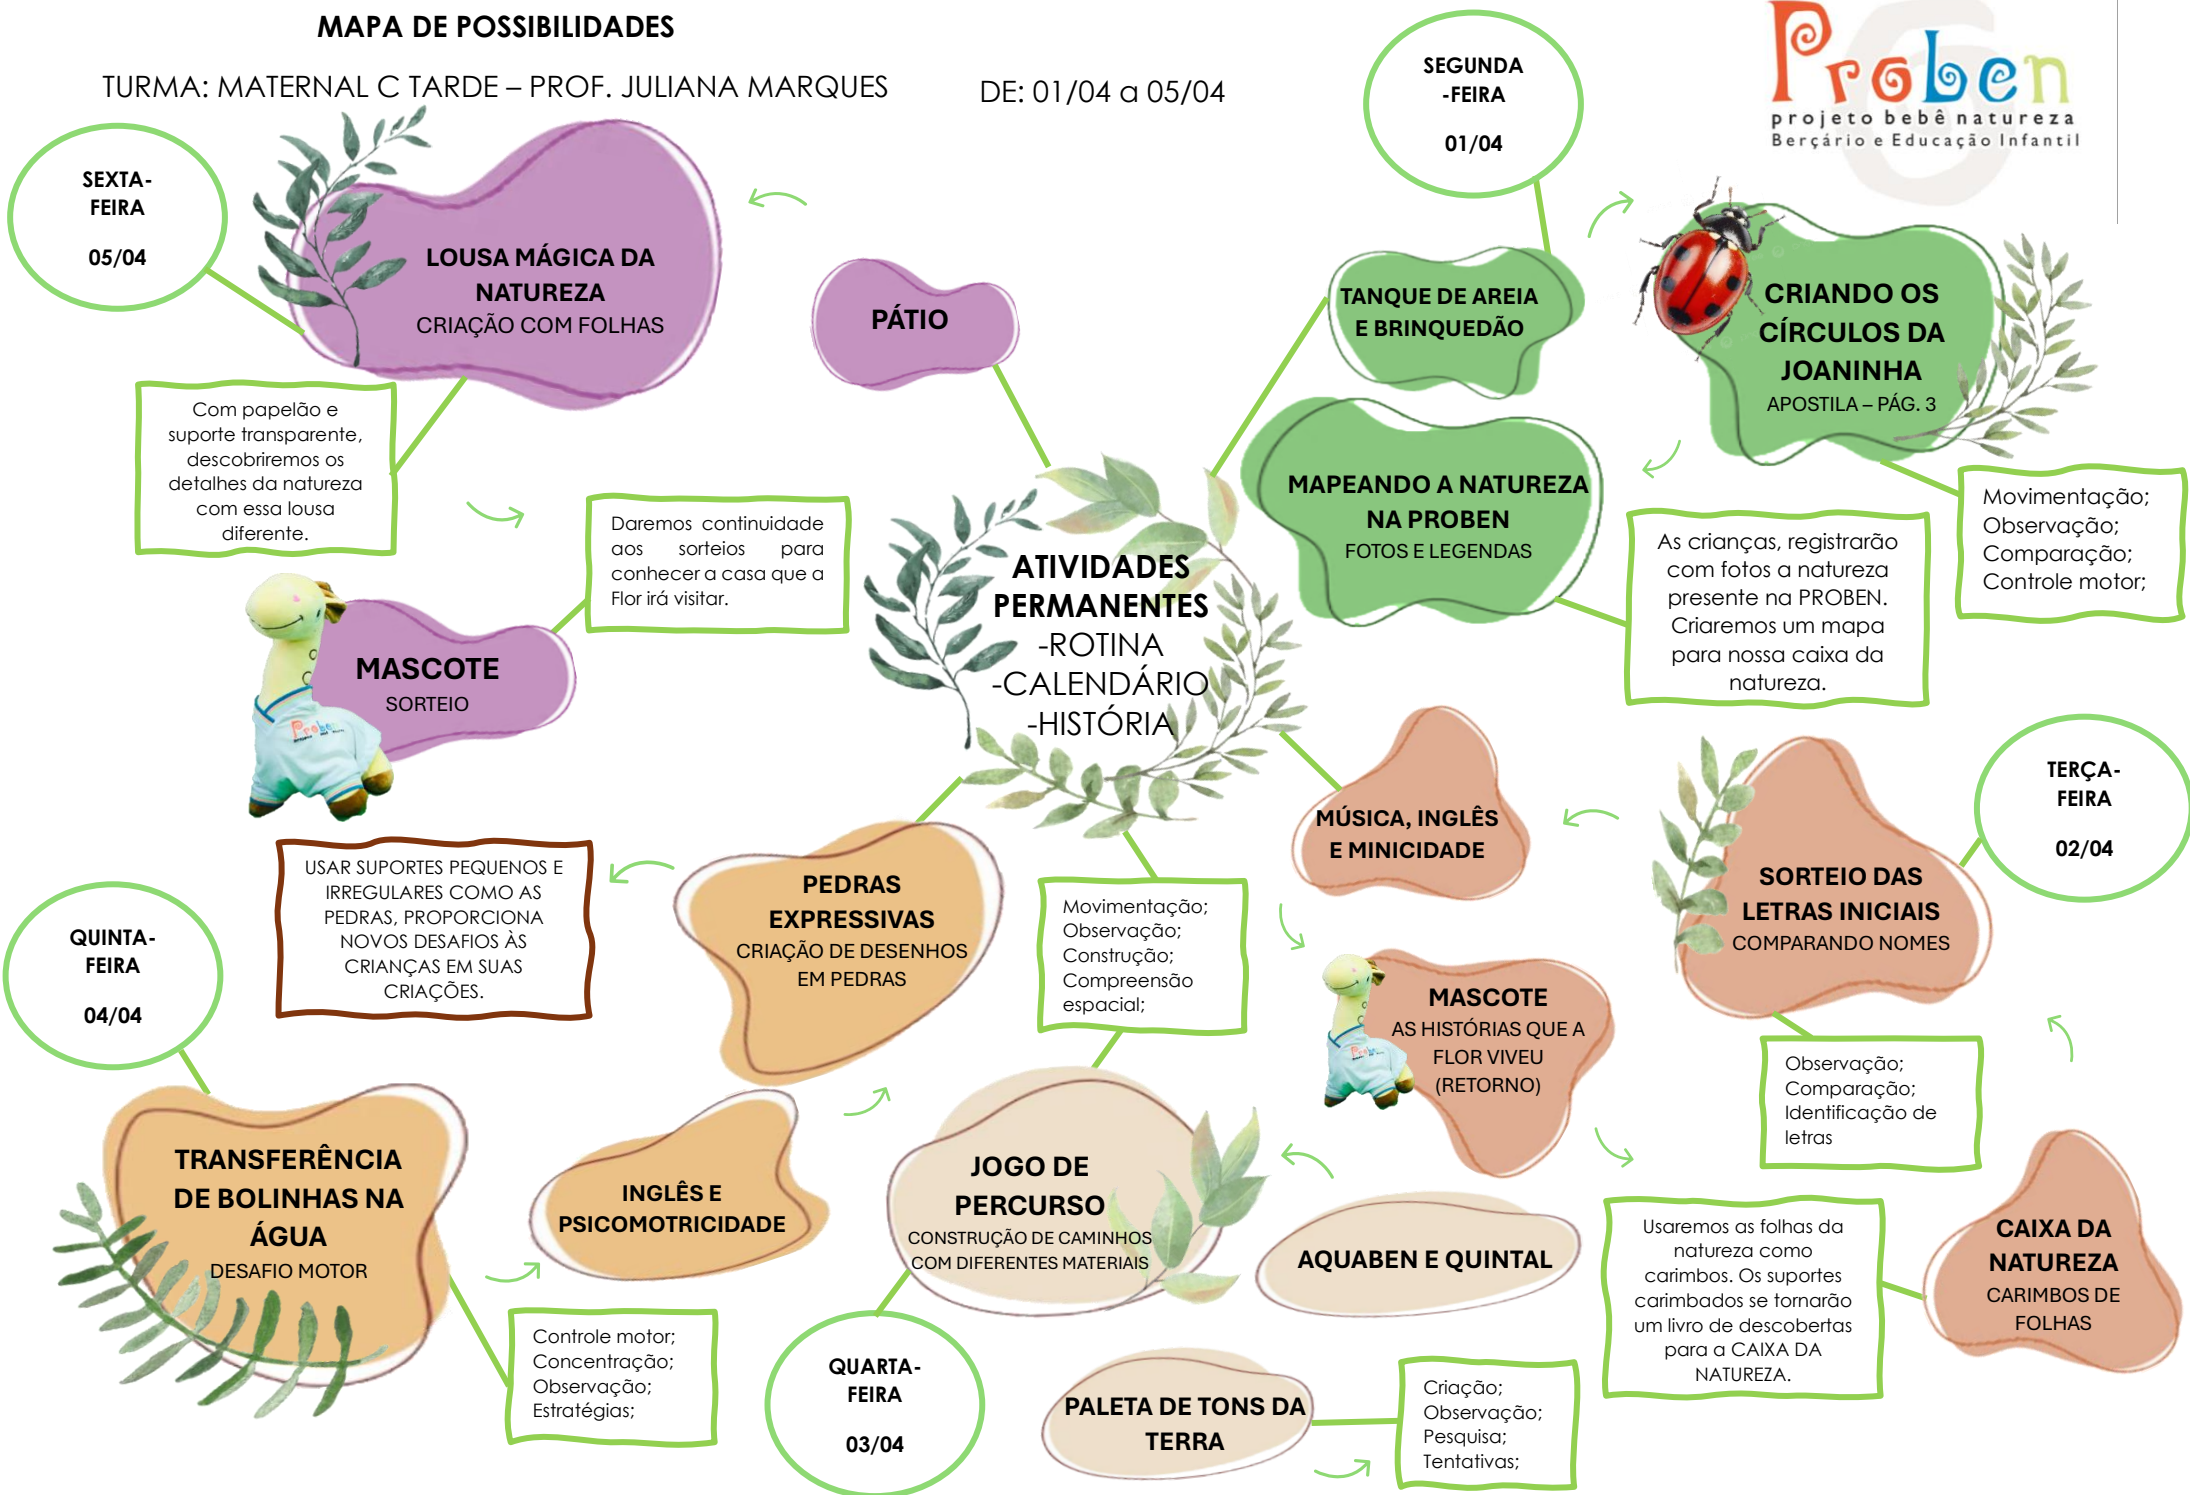 MAPA DE POSSIBILIDADES
TURMA: MATERNAL C TARDE – PROF. JULIANA MARQUES
DE: 01/04 a 05/04
Proben
projeto bebê natureza
Berçário e Educação Infantil
SEGUNDA
-FEIRA
01/04
TANQUE DE AREIA
E BRINQUEDÃO
CRIANDO OS
CÍRCULOS DA
JOANINHA
APOSTILA – PÁG. 3
Movimentação;
Observação;
Comparação;
Controle motor;
MAPEANDO A NATUREZA
NA PROBEN
FOTOS E LEGENDAS
As crianças, registrarão
com fotos a natureza
presente na PROBEN.
Criaremos um mapa
para nossa caixa da
natureza.
SEXTA-
FEIRA
05/04
LOUSA MÁGICA DA
NATUREZA
CRIAÇÃO COM FOLHAS
PÁTIO
Com papelão e
suporte transparente,
descobriremos os
detalhes da natureza
com essa lousa
diferente.
Daremos continuidade
aos sorteios para
conhecer a casa que a
Flor irá visitar.
MASCOTE
SORTEIO
Proben
ATIVIDADES
PERMANENTES
-ROTINA
-CALENDÁRIO
-HISTÓRIA
TERÇA-
FEIRA
02/04
MÚSICA, INGLÊS
E MINICIDADE
SORTEIO DAS
LETRAS INICIAIS
COMPARANDO NOMES
Observação;
Comparação;
Identificação de
letras
MASCOTE
AS HISTÓRIAS QUE A
FLOR VIVEU
(RETORNO)
Proben
Usaremos as folhas da
natureza como
carimbos. Os suportes
carimbados se tornarão
um livro de descobertas
para a CAIXA DA
NATUREZA.
CAIXA DA
NATUREZA
CARIMBOS DE
FOLHAS
USAR SUPORTES PEQUENOS E
IRREGULARES COMO AS
PEDRAS, PROPORCIONA
NOVOS DESAFIOS ÀS
CRIANÇAS EM SUAS
CRIAÇÕES.
PEDRAS
EXPRESSIVAS
CRIAÇÃO DE DESENHOS
EM PEDRAS
Movimentação;
Observação;
Construção;
Compreensão
espacial;
QUINTA-
FEIRA
04/04
TRANSFERÊNCIA
DE BOLINHAS NA
ÁGUA
DESAFIO MOTOR
INGLÊS E
PSICOMOTRICIDADE
Controle motor;
Concentração;
Observação;
Estratégias;
JOGO DE
PERCURSO
CONSTRUÇÃO DE CAMINHOS
COM DIFERENTES MATERIAIS
AQUABEN E QUINTAL
QUARTA-
FEIRA
03/04
PALETA DE TONS DA
TERRA
Criação;
Observação;
Pesquisa;
Tentativas;